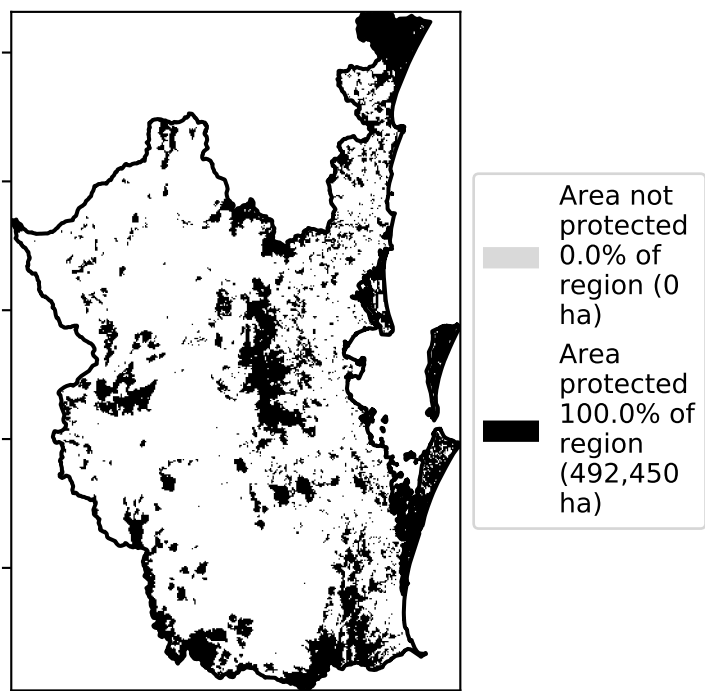 Area not
protected
0.0% of
region (0
ha)
Area
protected
100.0% of
region
(492,450
ha)